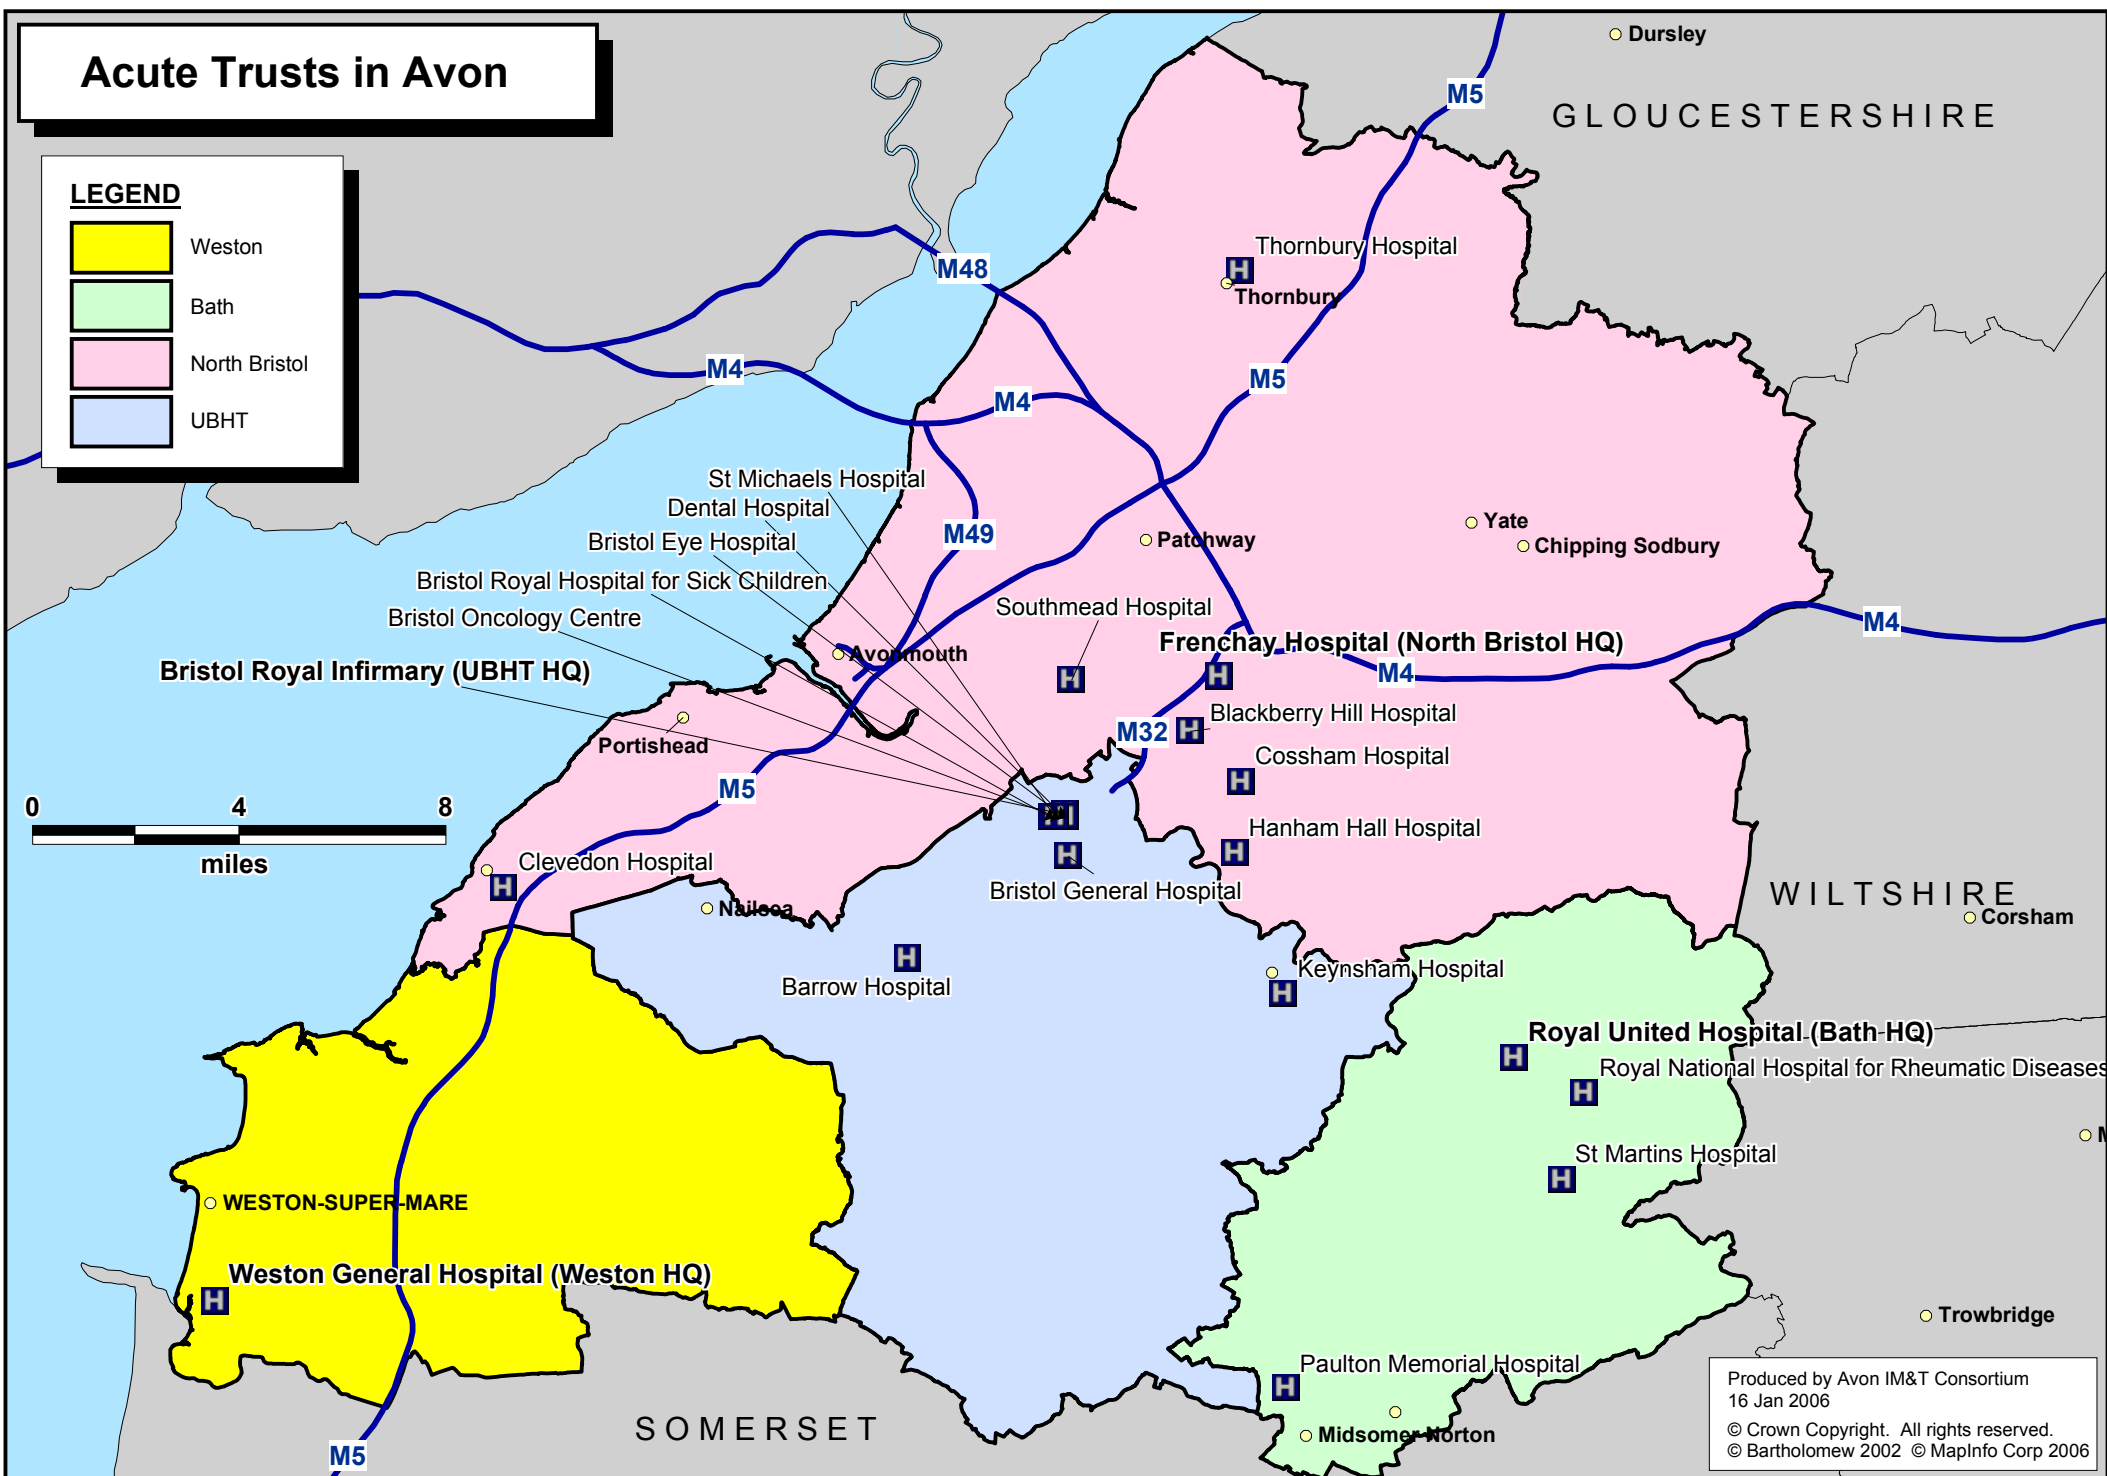 Acute Trusts in Avon
LEGEND
Weston
Bath
North Bristol
UBHT
Dursley
M5
GLOUCESTERSHIRE
M48
Thornbury Hospital
H
Thornbury
M4
M4
M5
St Michaels Hospital
Dental Hospital
Bristol Eye Hospital
Bristol Royal Hospital for Sick Children
Bristol Oncology Centre
Bristol Royal Infirmary (UBHT HQ)
M49
Patchway
Yate
Chipping Sodbury
Southmead Hospital
H
Avonmouth
Frenchay Hospital (North Bristol HQ)
H
M4
M4
Portishead
M32
Blackberry Hill Hospital
H
Cossham Hospital
H
M5
0 4 8
miles
H
Hanham Hall Hospital
H
Clevedon Hospital
H
H
Bristol General Hospital
Nailsea
WILTSHIRE
Corsham
H
Barrow Hospital
Keynsham Hospital
H
Royal United Hospital (Bath HQ)
H
Royal National Hospital for Rheumatic Diseases
H
St Martins Hospital
H
WESTON-SUPER-MARE
Weston General Hospital (Weston HQ)
H
Trowbridge
Paulton Memorial Hospital
H
Midsomer Norton
SOMERSET
M5
Produced by Avon IM&T Consortium
16 Jan 2006
© Crown Copyright. All rights reserved.
© Bartholomew 2002 © MapInfo Corp 2006